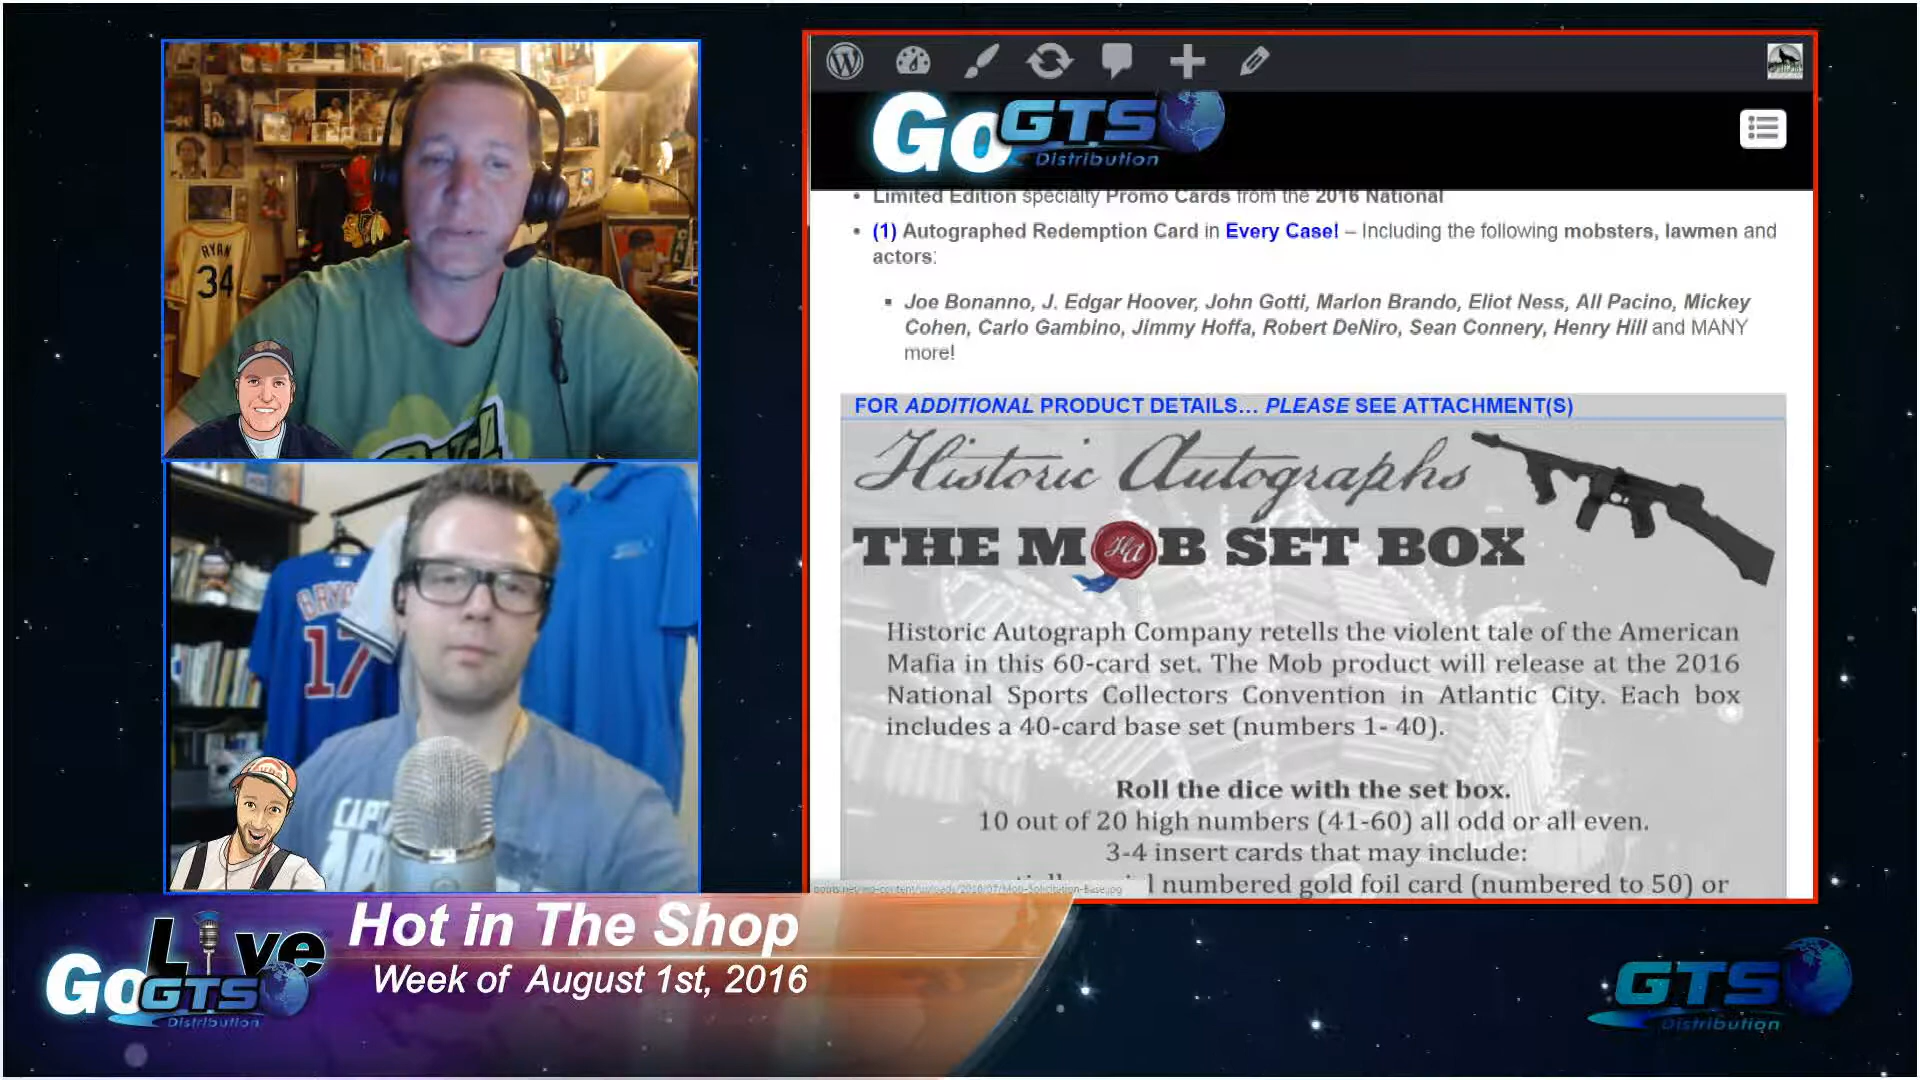 RYAN
34
17
Go GTS
Distribution
Limited Edition specialty Promo Cards from the 2016 National
(1) Autographed Redemption Card in Every Case! – Including the following mobsters, lawmen and
actors:
Joe Bonanno, J. Edgar Hoover, John Gotti, Marlon Brando, Eliot Ness, All Pacino, Mickey
Cohen, Carlo Gambino, Jimmy Hoffa, Robert DeNiro, Sean Connery, Henry Hill and MANY
more!
FOR ADDITIONAL PRODUCT DETAILS… PLEASE SEE ATTACHMENT(S)
Historic Autographs
THE MOB SET BOX
Historic Autograph Company retells the violent tale of the American
Mafia in this 60-card set. The Mob product will release at the 2016
National Sports Collectors Convention in Atlantic City. Each box
includes a 40-card base set (numbers 1- 40).
Roll the dice with the set box.
10 out of 20 high numbers (41-60) all odd or all even.
3-4 insert cards that may include:
l numbered gold foil card (numbered to 50) or
Hot in The Shop
Week of August 1st, 2016
Live
Go GTS
Distribution
GTS
Distribution